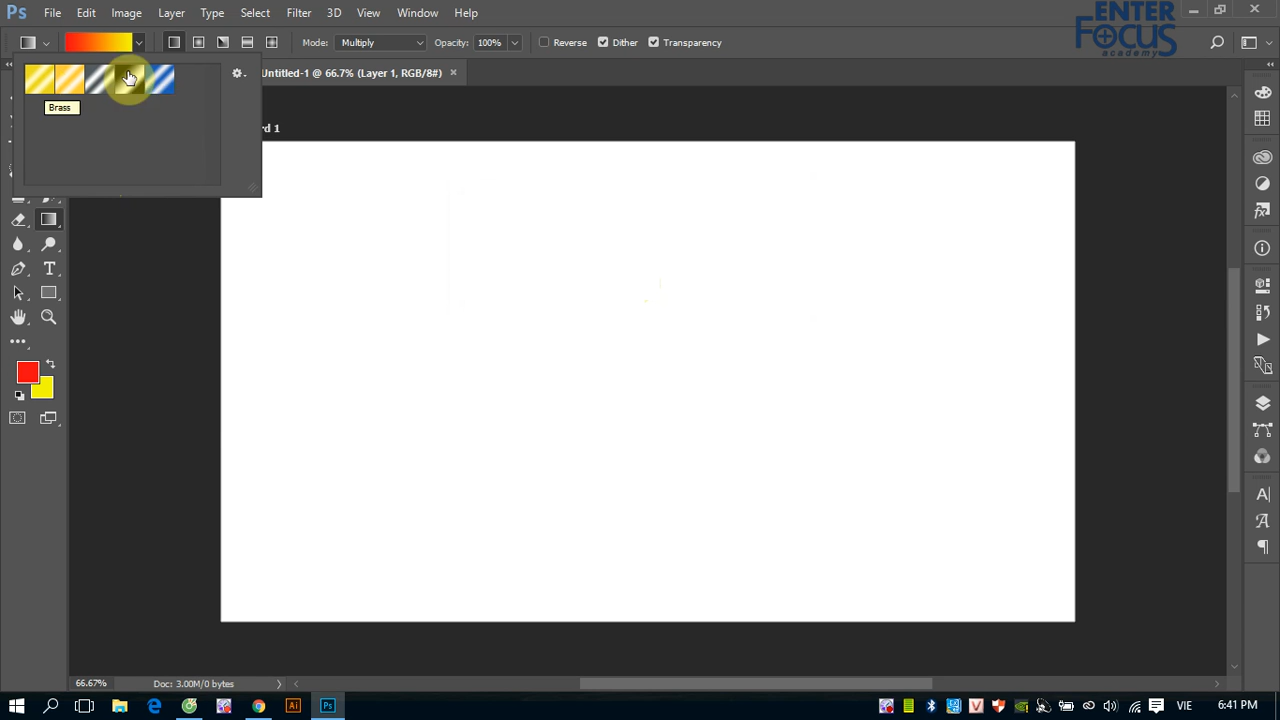 Ps File Edit Image Layer Type Select Filter 3D View Window Help
ENTER
FOCUS
academy
Mode: Multiply Opacity: 100% Reverse Dither Transparency
Untitled-1 @ 66.7% (Layer 1, RGB/8#)
Brass
rd 1
66.67% Doc: 3.00M/0 bytes
Ai Ps VIE 6:41 PM